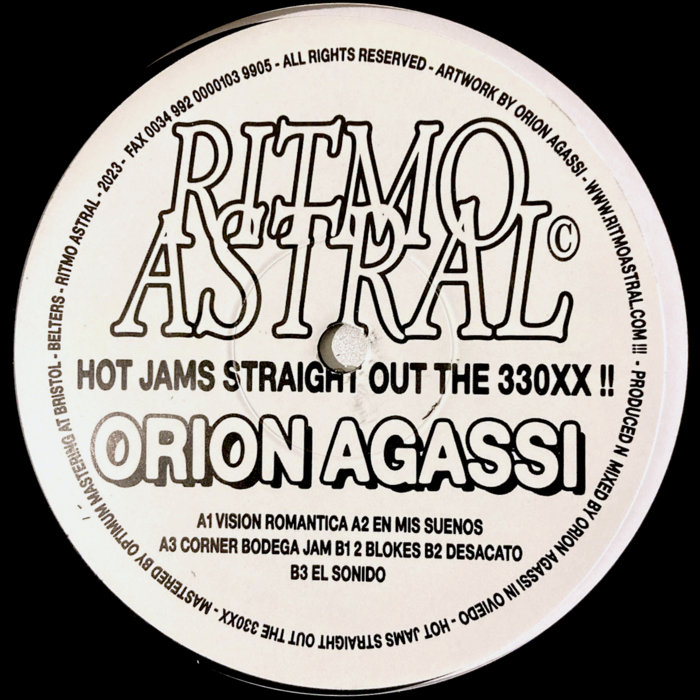 RITMO
ASTRAL©
HOT JAMS STRAIGHT OUT THE 330XX !!
ORION AGASSI
A1 VISION ROMANTICA A2 EN MIS SUENOS
A3 CORNER BODEGA JAM B1 2 BLOKES B2 DESACATO
B3 EL SONIDO
BELTERS - RITMO ASTRAL - 2023 - FAX 0034 992 0000103 9905 - ALL RIGHTS RESERVED - ARTWORK BY ORION AGASSI - WWW.RITMOASTRAL.COM !!! - PRODUCED N MIXED BY ORION AGASSI IN OVIEDO - HOT JAMS STRAIGHT OUT THE 330XX - MASTERED BY OPTIMUM MASTERING AT BRISTOL -